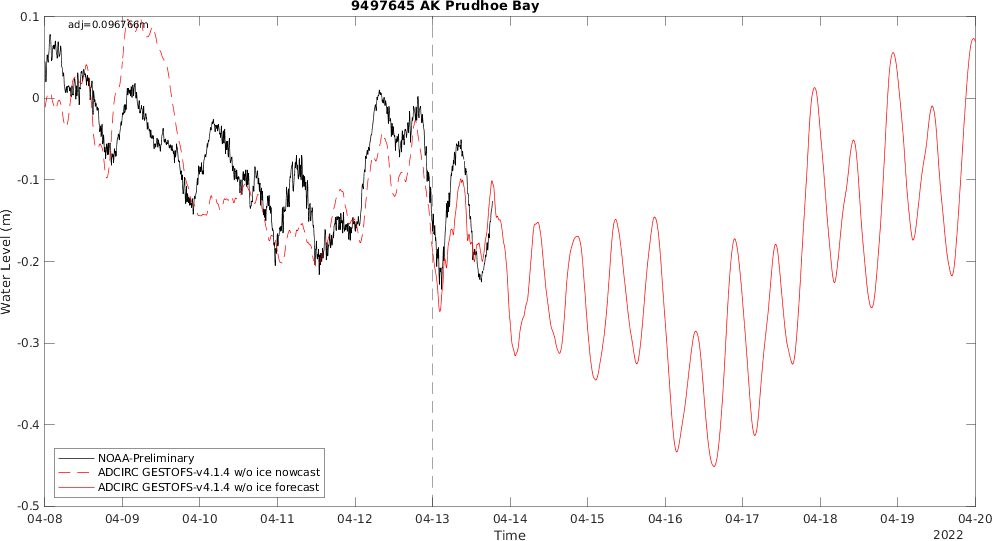 9497645 AK Prudhoe Bay
adj=0.096766m
Water Level (m)
0.1
0
-0.1
-0.2
-0.3
-0.4
-0.5
NOAA-Preliminary
ADCIRC GESTOFS-v4.1.4 w/o ice nowcast
ADCIRC GESTOFS-v4.1.4 w/o ice forecast
04-08 04-09 04-10 04-11 04-12 04-13 04-14 04-15 04-16 04-17 04-18 04-19 04-20
Time
2022